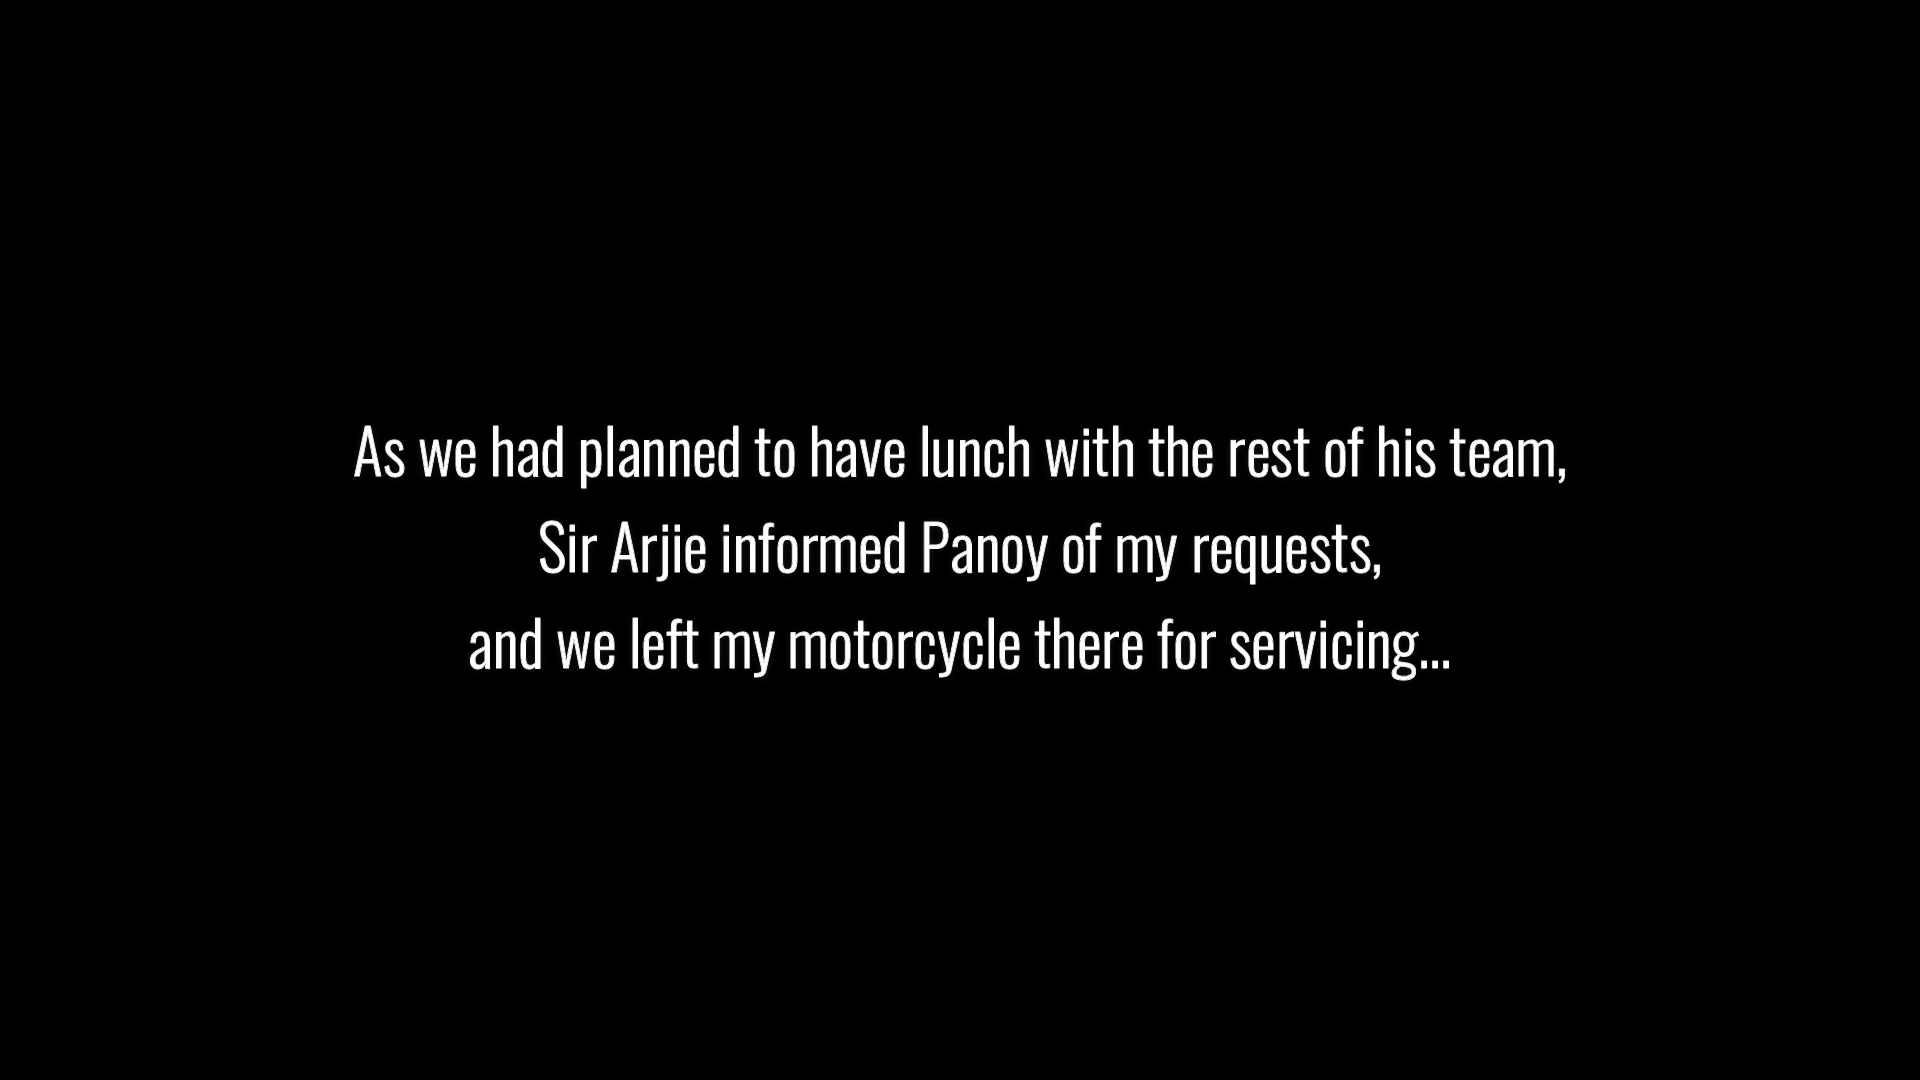 As we had planned to have lunch with the rest of his team,
Sir Arjie informed Panoy of my requests,
and we left my motorcycle there for servicing...